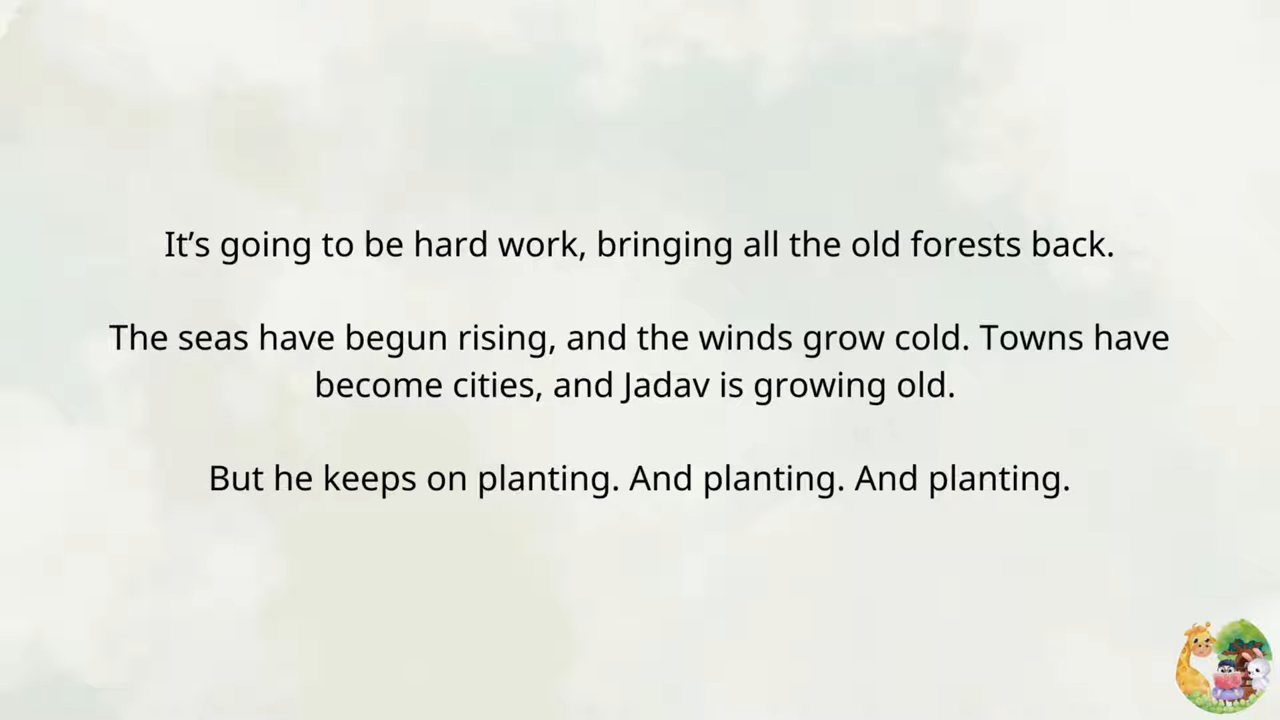 It’s going to be hard work, bringing all the old forests back.
The seas have begun rising, and the winds grow cold. Towns have
become cities, and Jadav is growing old.
But he keeps on planting. And planting. And planting.